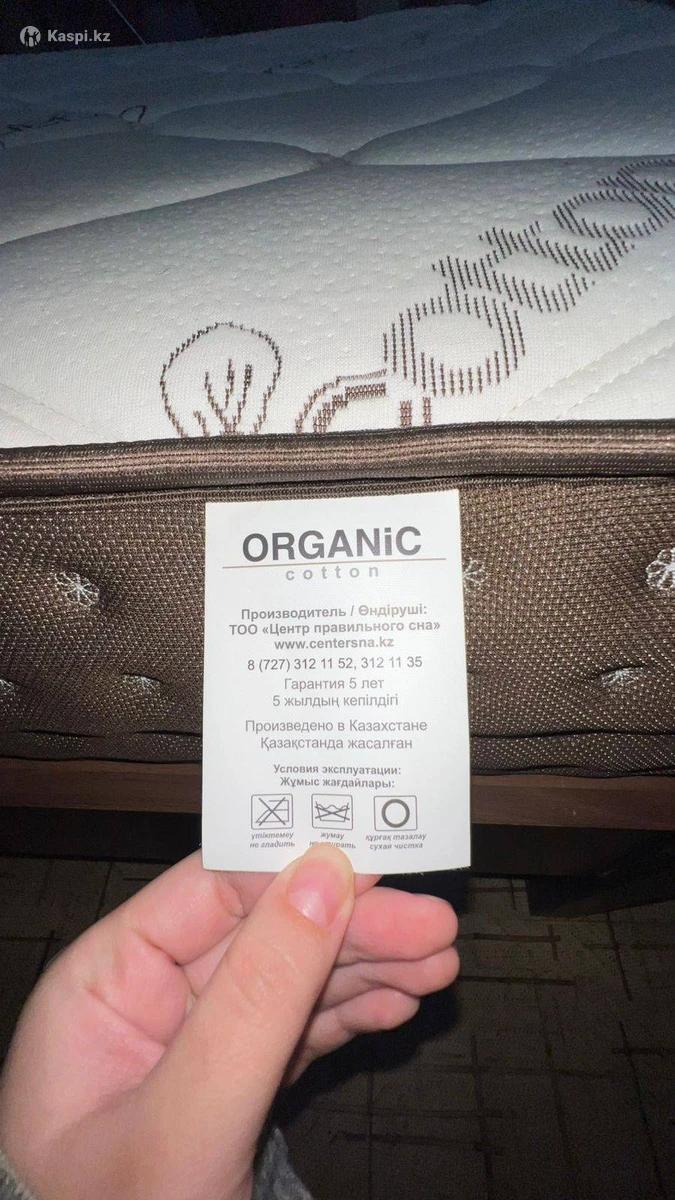 Kaspi.kz
ORGANiC
cotton
Производитель / Өндіруші:
ТОО «Центр правильного сна»
www.centersna.kz
8 (727) 312 11 52, 312 11 35
Гарантия 5 лет
5 жылдың кепілдігі
Произведено в Казахстане
Қазақстанда жасалған
Условия эксплуатации:
Жұмыс жағдайлары:
үтіктемеу жумау құрғақ тазалау
не гладить не стирать сухая чистка